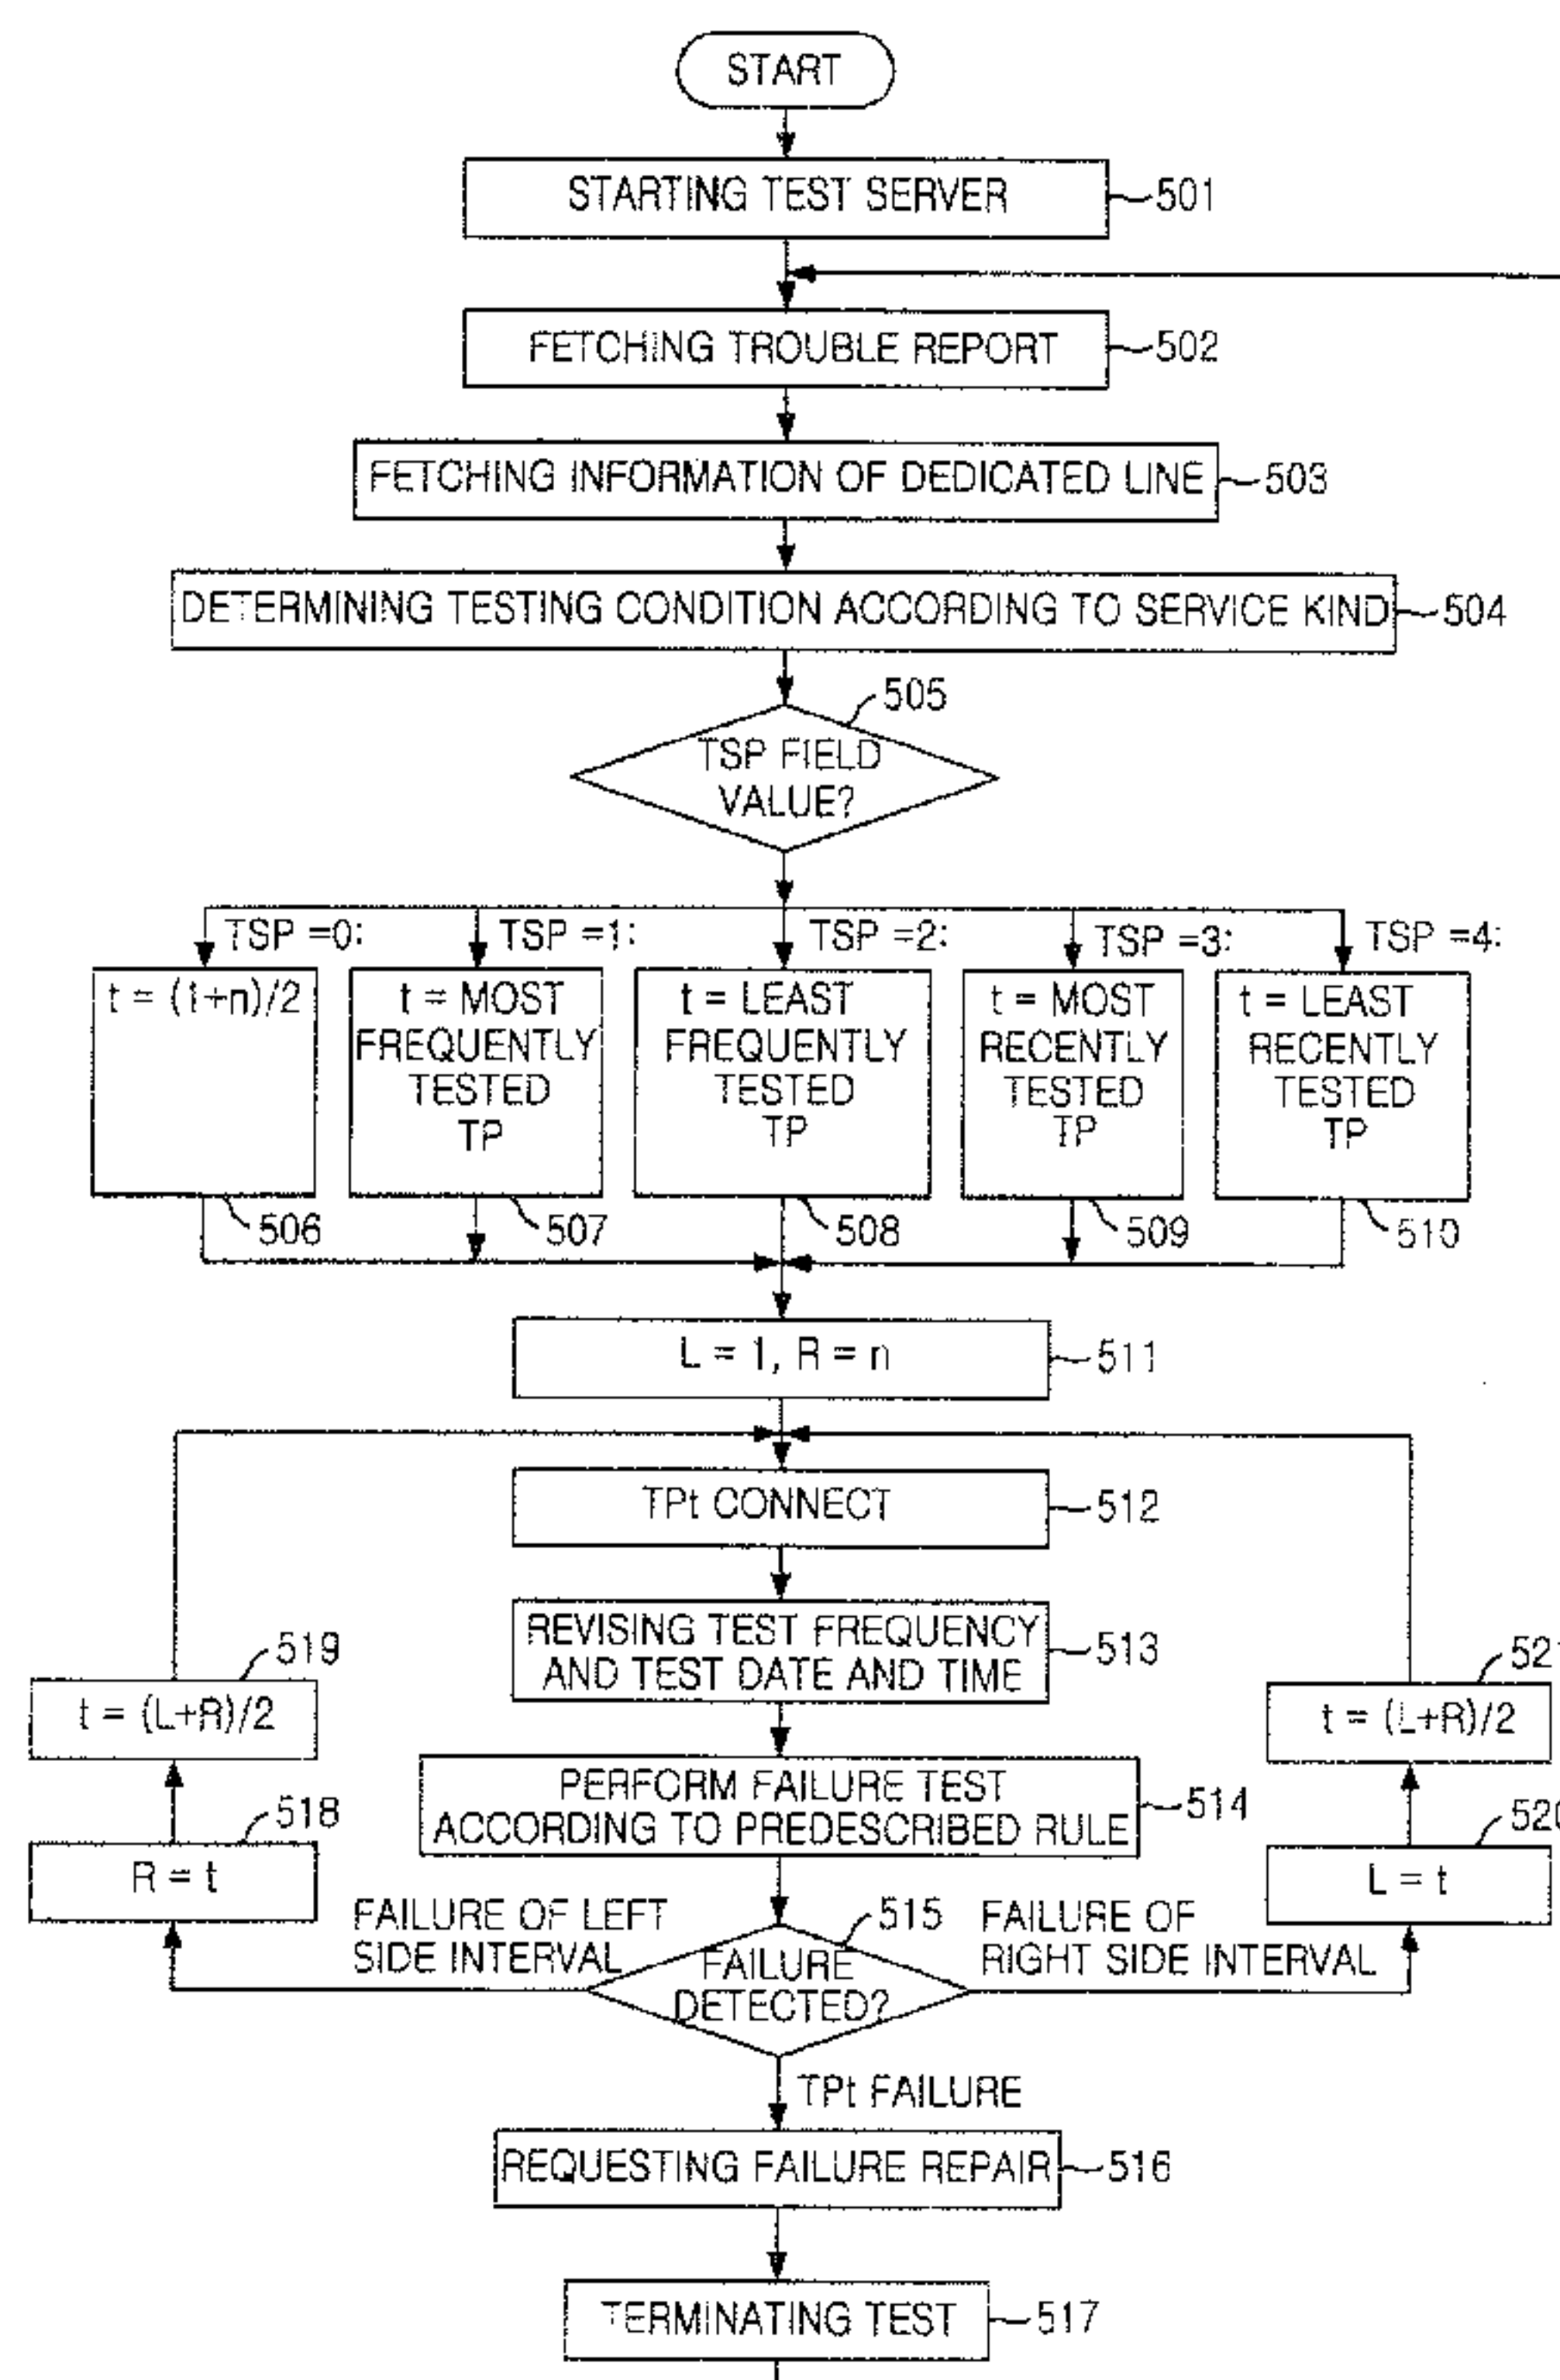 START
STARTING TEST SERVER
501
FETCHING TROUBLE REPORT
502
FETCHING INFORMATION OF DEDICATED LINE
503
DETERMINING TESTING CONDITION ACCORDING TO SERVICE KIND
504
505
TSP FIELD
VALUE?
TSP =0:
TSP =1:
TSP =2:
TSP =3:
TSP =4:
t = (1+n)/2
t = MOST
FREQUENTLY
TESTED
TP
t = LEAST
FREQUENTLY
TESTED
TP
t = MOST
RECENTLY
TESTED
TP
t = LEAST
RECENTLY
TESTED
TP
506
507
508
509
510
L = 1, R = n
511
TPt CONNECT
512
REVISING TEST FREQUENCY
AND TEST DATE AND TIME
513
519
t = (L+R)/2
521
t = (L+R)/2
PERFORM FAILURE TEST
ACCORDING TO PREDESCRIBED RULE
514
518
R = t
520
L = t
FAILURE OF LEFT
SIDE INTERVAL
515
FAILURE
DETECTED?
FAILURE OF
RIGHT SIDE INTERVAL
TPt FAILURE
REQUESTING FAILURE REPAIR
516
TERMINATING TEST
517